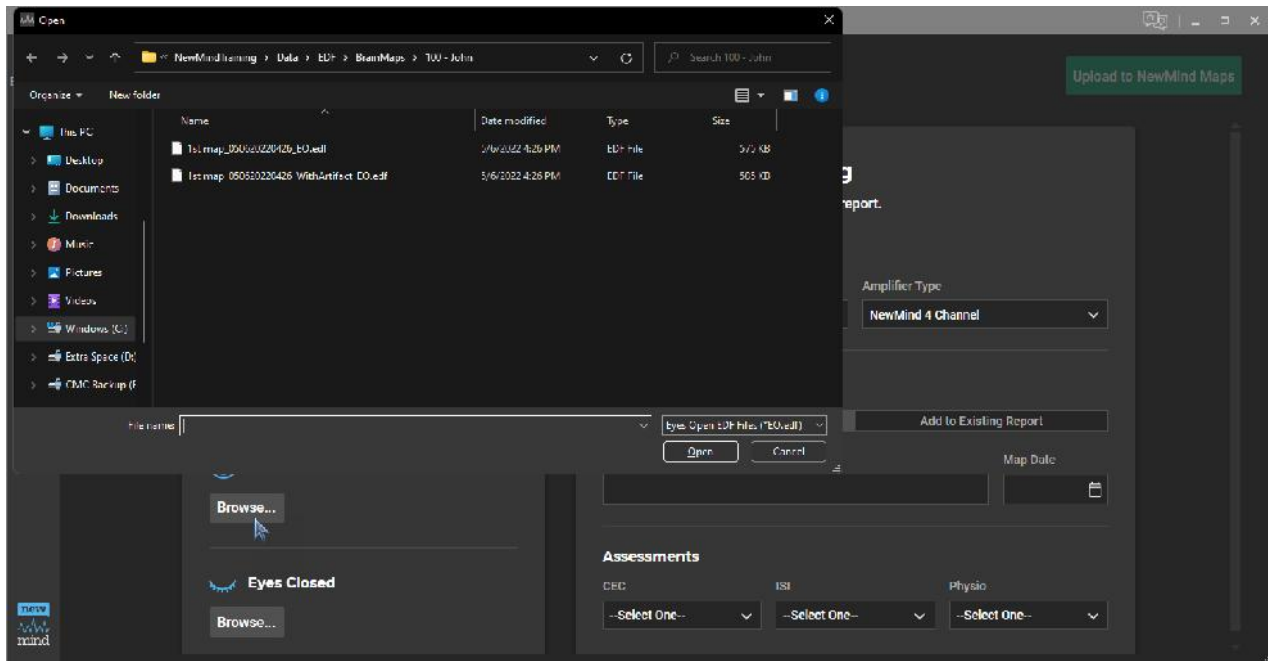 Open
NewMindTraining > Data > EDF > BrainMaps > 100 - John
Search 100 - John
Organize
New folder
Name
Date modified
Type
Size
This PC
Desktop
Documents
Downloads
Music
Pictures
Videos
Windows (C:)
Extra Space (D:)
CMC Backup (F
1st map_050620220426_EO.edf
5/6/2022 4:26 PM
EDF File
575 KB
1st map_050620220426_WithArtifact_EO.edf
5/6/2022 4:26 PM
EDF File
File name:
Eyes Open EDF Files (*EO.edf)
Open
Cancel
Upload to NewMind Maps
g
report.
Amplifier Type
NewMind 4 Channel
Add to Existing Report
Map Date
Browse...
Eyes Closed
Browse...
Assessments
CEC
ISI
Physio
--Select One--
--Select One--
--Select One--
new
mind